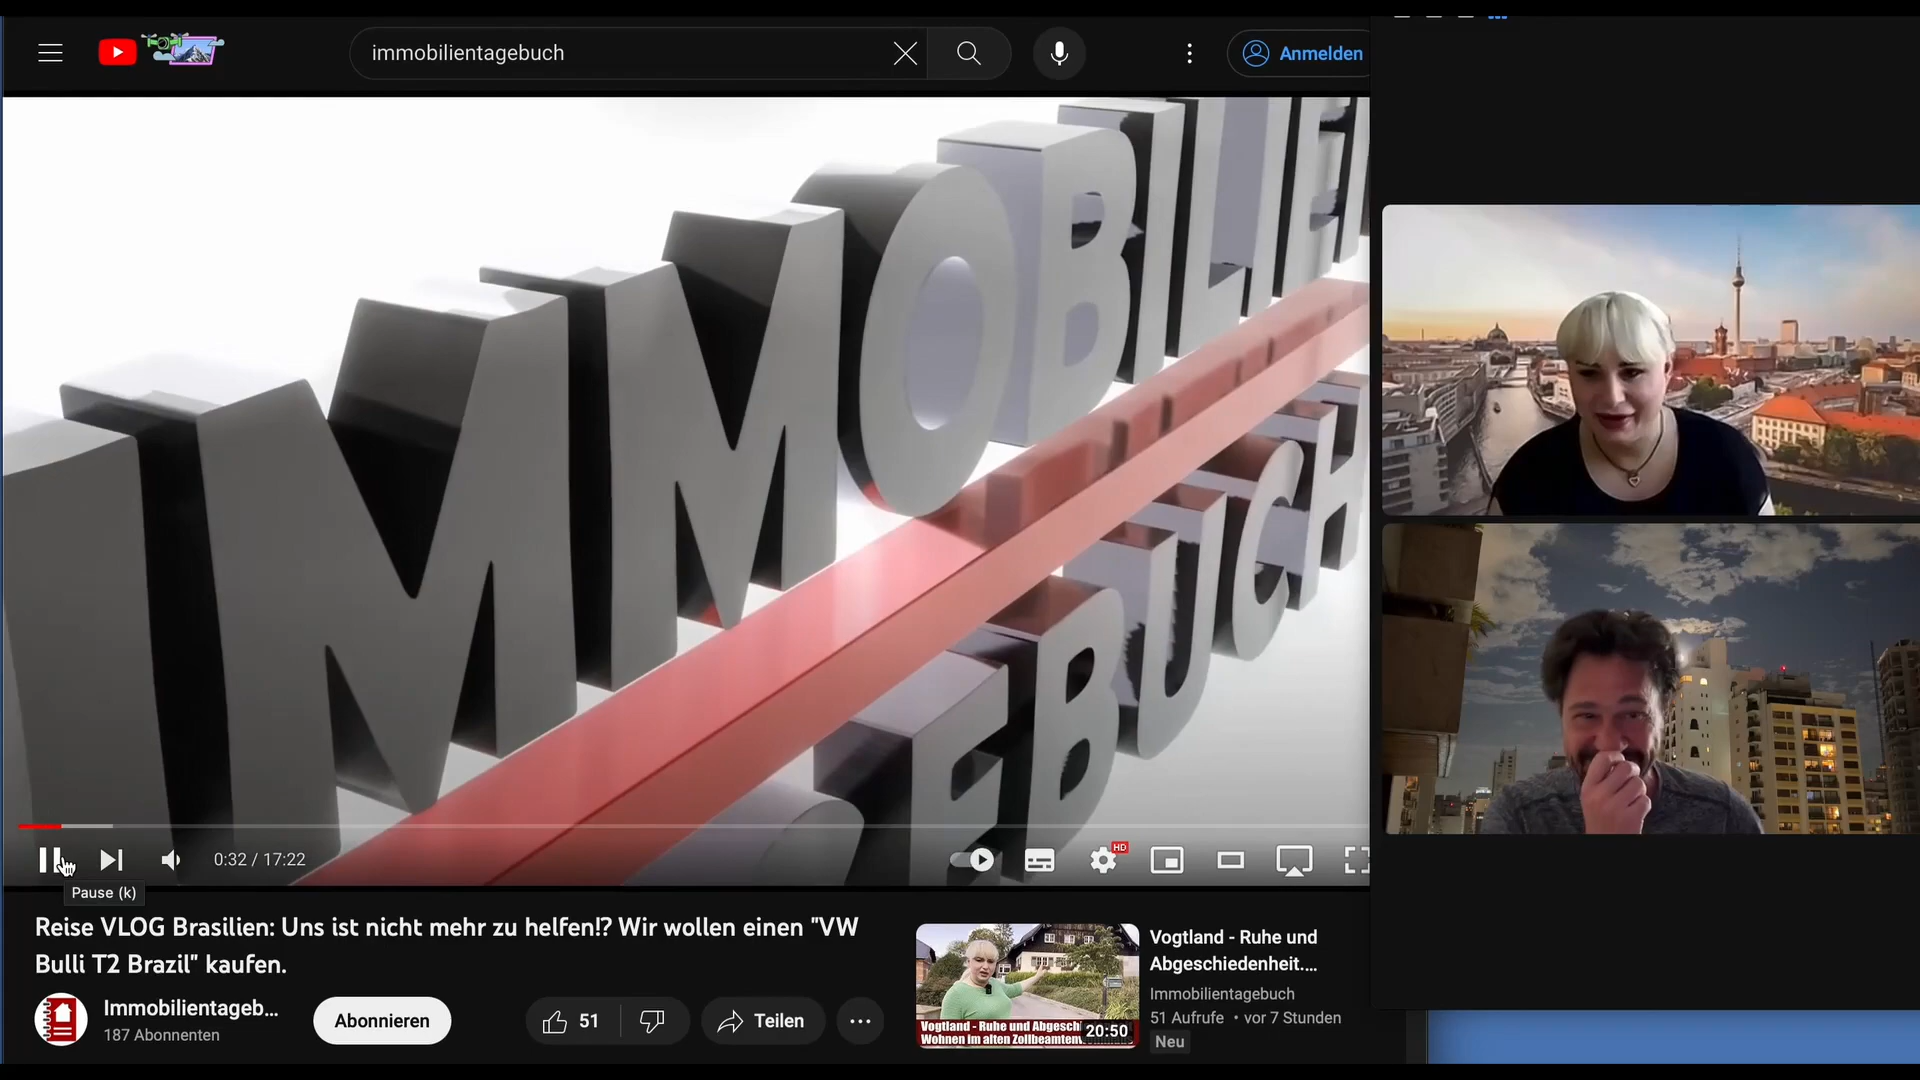 immobilientagebuch
Anmelden
IMMOBILIEN
EBUCH
0:32 / 17:22
HD
Pause (k)
Reise VLOG Brasilien: Uns ist nicht mehr zu helfen!? Wir wollen einen "VW
Bulli T2 Brazil" kaufen.
Immobilientageb...
187 Abonnenten
Abonnieren
51
Teilen
Vogtland - Ruhe und Abgesch
Wohnen im alten Zollbeamten
20:50
Vogtland - Ruhe und
Abgeschiedenheit....
Immobilientagebuch
51 Aufrufe • vor 7 Stunden
Neu